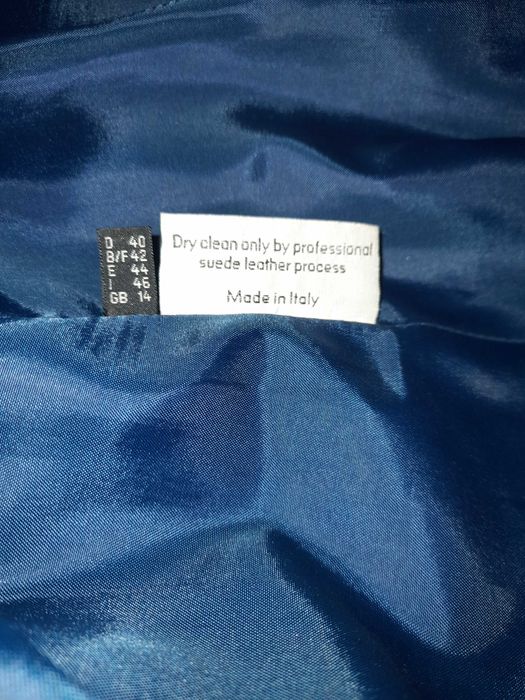 D 40
B/F 42
E 44
I 46
GB 14
Dry clean only by professional
suede leather process
Made in Italy